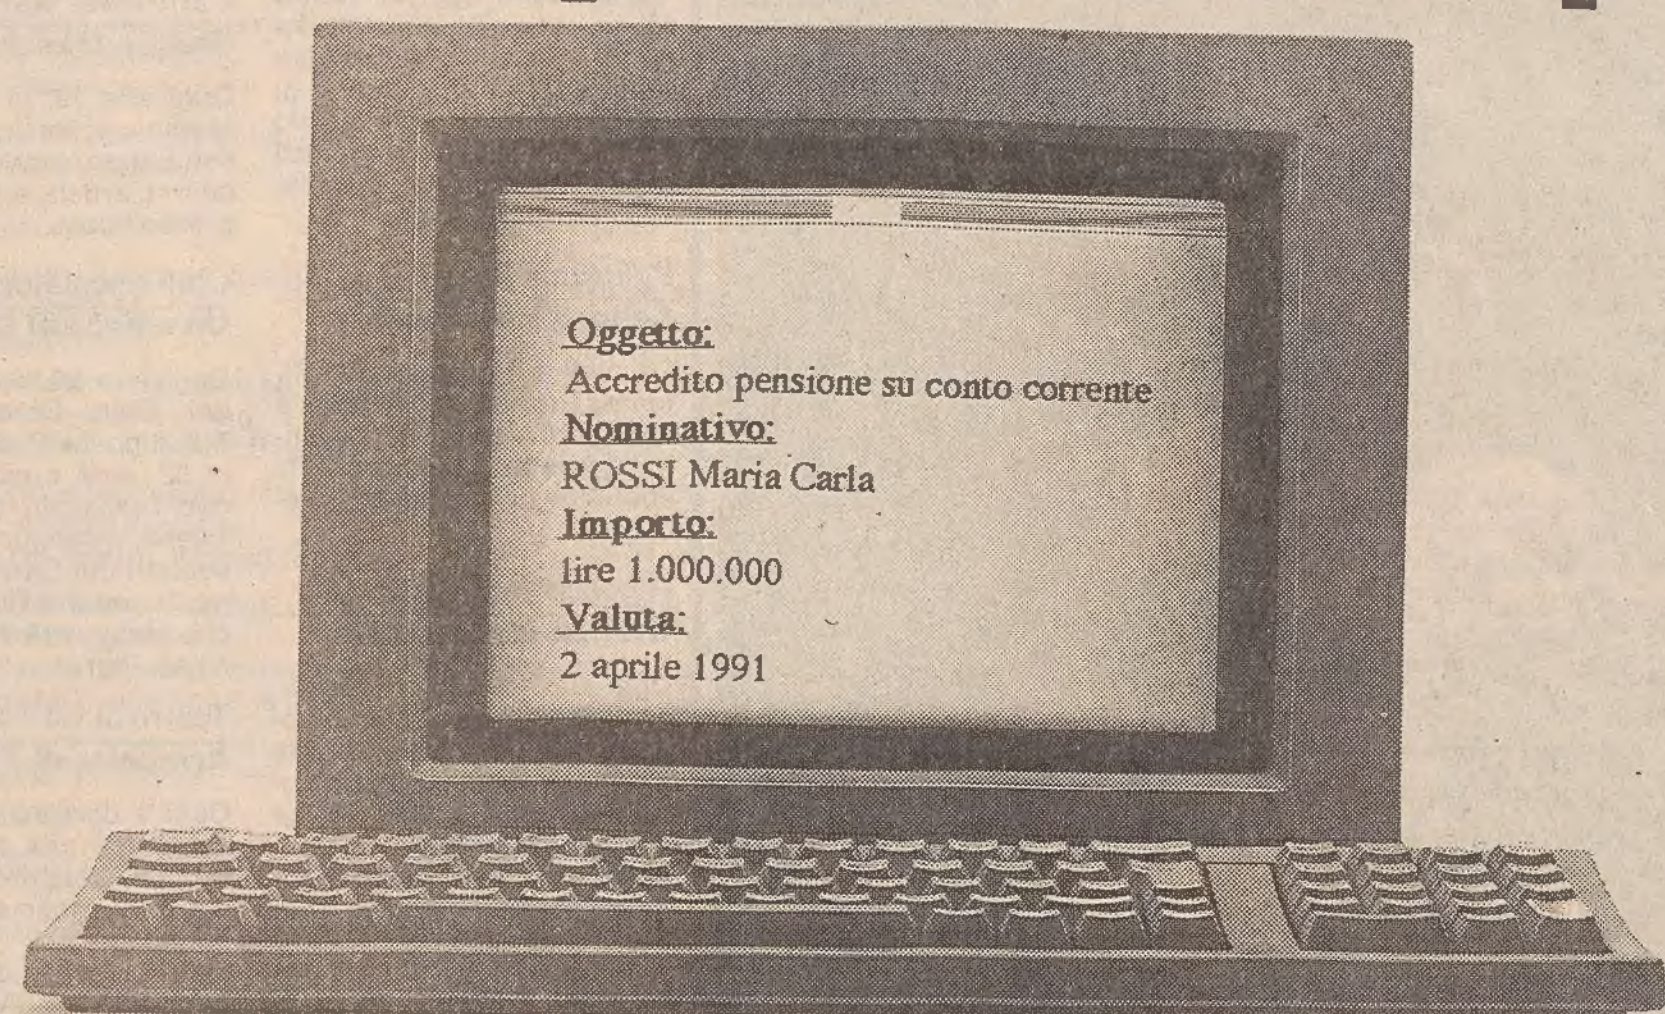 Oggetto:
Accredito pensione su conto corrente
Nominativo:
ROSSI Maria Carla
Importo:
lire 1.000.000
Valuta:
2 aprile 1991